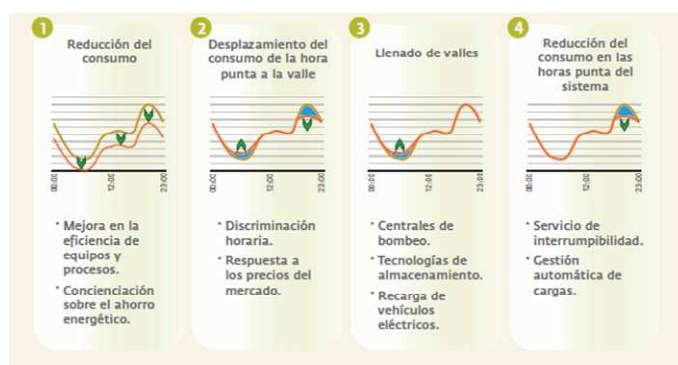 1
Reducción del
consumo
00:00
12:00
23:00
· Mejora en la
eficiencia de
equipos y
procesos.
· Concienciación
sobre el ahorro
energético.
2
Desplazamiento del
consumo de la hora
punta a la valle
00:00
12:00
23:00
· Discriminación
horaria.
· Respuesta a
los precios del
mercado.
3
Llenado de valles
00:00
12:00
23:00
· Centrales de
bombeo.
· Tecnologías de
almacenamiento.
· Recarga de
vehículos
eléctricos.
4
Reducción del
consumo en las
horas punta del
sistema
00:00
12:00
23:00
· Servicio de
interrumpibilidad.
· Gestión
automática de
cargas.